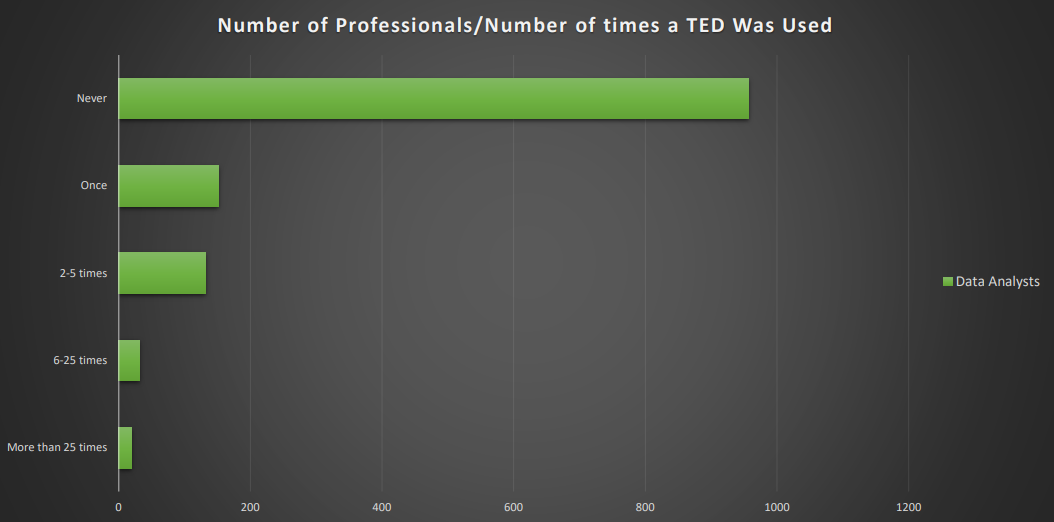 Number of Professionals/Number of times a TED Was Used
Never
Once
2-5 times
6-25 times
More than 25 times
0 200 400 600 800 1000 1200
Data Analysts